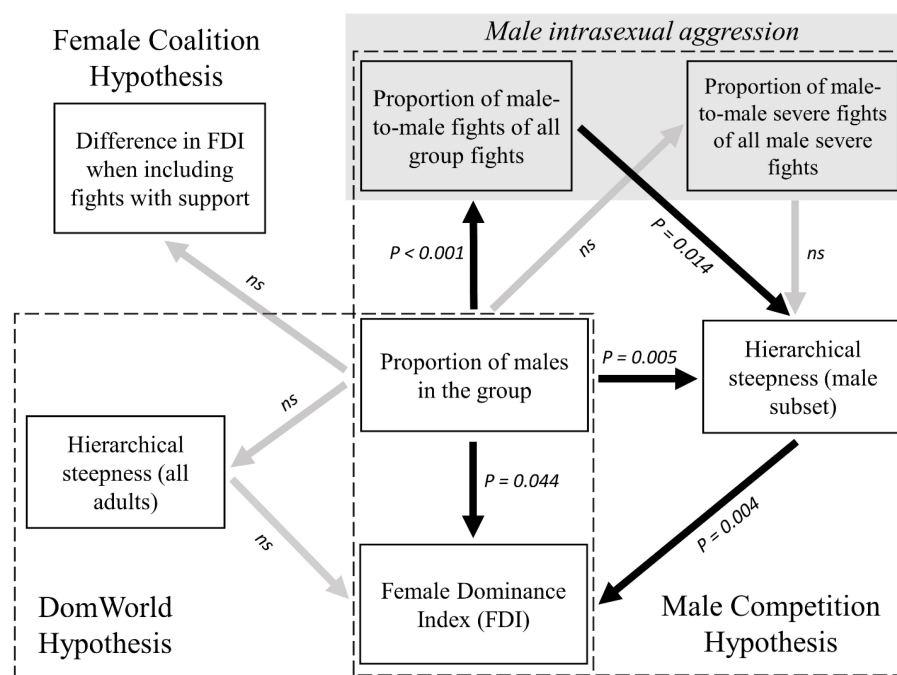 Female Coalition
Hypothesis
Male intrasexual aggression
Difference in FDI
when including
fights with support
Proportion of male-
to-male fights of all
group fights
Proportion of male-
to-male severe fights
of all male severe
fights
P < 0.001
ns
P = 0.014
ns
ns
Proportion of males
in the group
P = 0.005
Hierarchical
steepness (male
subset)
ns
Hierarchical
steepness (all
adults)
P = 0.044
P = 0.004
ns
Female Dominance
Index (FDI)
DomWorld
Hypothesis
Male Competition
Hypothesis